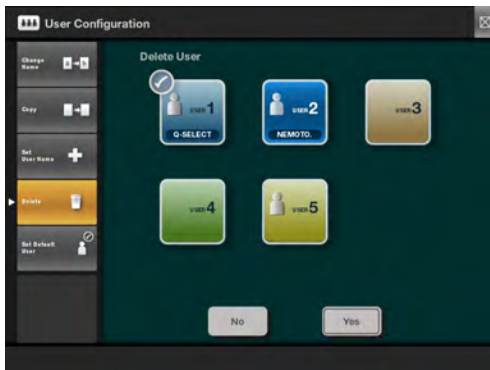 User Configuration
Change
Name
a
b
Copy
Set
User Name
Delete
Set Default
User
Delete User
USER 1
Q-SELECT
USER 2
NEMOTO.
USER 3
USER 4
USER 5
No
Yes